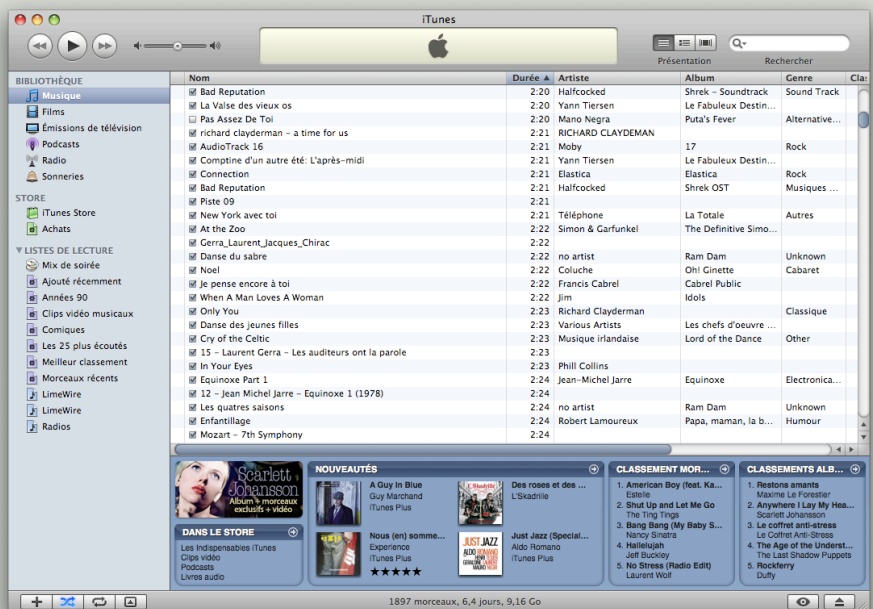 iTunes
Présentation
Rechercher
BIBLIOTHÈQUE
Musique
Films
Émissions de télévision
Podcasts
Radio
Sonneries
STORE
iTunes Store
Achats
LISTES DE LECTURE
Mix de soirée
Ajouté récemment
Années 90
Clips vidéo musicaux
Comiques
Les 25 plus écoutés
Meilleur classement
Morceaux récents
LimeWire
LimeWire
Radios
Nom Durée Artiste Album Genre Cla
Bad Reputation 2:20 Halfcocked Shrek – Soundtrack Sound Track
La Valse des vieux os 2:20 Yann Tiersen Le Fabuleux Destin...
Pas Assez De Toi 2:20 Mano Negra Puta's Fever Alternative...
richard clayderman – a time for us 2:21 RICHARD CLAYDEMAN
AudioTrack 16 2:21 Moby 17 Rock
Comptine d'un autre été: L'après-midi 2:21 Yann Tiersen Le Fabuleux Destin...
Connection 2:21 Elastica Elastica Rock
Bad Reputation 2:21 Halfcocked Shrek OST Musiques ...
Piste 09 2:21
New York avec toi 2:21 Téléphone La Totale Autres
At the Zoo 2:22 Simon & Garfunkel The Definitive Simo...
Gerra_Laurent_Jacques_Chirac 2:22
Danse du sabre 2:22 no artist Ram Dam Unknown
Noel 2:22 Coluche Oh! Ginette Cabaret
Je pense encore à toi 2:22 Francis Cabrel Cabrel Public
When A Man Loves A Woman 2:22 Jim Idols
Only You 2:23 Richard Clayderman Classique
Danse des jeunes filles 2:23 Various Artists Les chefs d'oeuvre ...
Cry of the Celtic 2:23 Musique irlandaise Lord of the Dance Other
15 – Laurent Gerra – Les auditeurs ont la parole 2:23
In Your Eyes 2:23 Phill Collins
Equinoxe Part 1 2:24 Jean-Michel Jarre Equinoxe Electronica...
12 – Jean Michel Jarre – Equinoxe 1 (1978) 2:24
Les quatres saisons 2:24 no artist Ram Dam Unknown
Enfantillage 2:24 Robert Lamoureux Papa, maman, la b... Humour
Mozart – 7th Symphony 2:24
Scarlett
Johansson
Album + morceaux
exclusifs + vidéo
DANS LE STORE
Les Indispensables iTunes
Clips vidéo
Podcasts
Livres audio
NOUVEAUTÉS
A Guy In Blue
Guy Marchand
iTunes Plus
Des roses et des ...
L'Skadrille
Nous (en) somme...
Experience
iTunes Plus
★★★★★
JUST JAZZ
ALDO ROMANO
Just Jazz (Special...
Aldo Romano
iTunes Plus
CLASSEMENT MOR...
1. American Boy (feat. Ka...
Estelle
2. Shut Up and Let Me Go
The Ting Tings
3. Bang Bang (My Baby S...
Nancy Sinatra
4. Hallelujah
Jeff Buckley
5. No Stress (Radio Edit)
Laurent Wolf
CLASSEMENTS ALB...
1. Restons amants
Maxime Le Forestier
2. Anywhere I Lay My Hea...
Scarlett Johansson
3. Le coffret anti-stress
Le Coffret Anti-Stress
4. The Age of the Underst...
The Last Shadow Puppets
5. Rockferry
Duffy
1897 morceaux, 6,4 jours, 9,16 Go